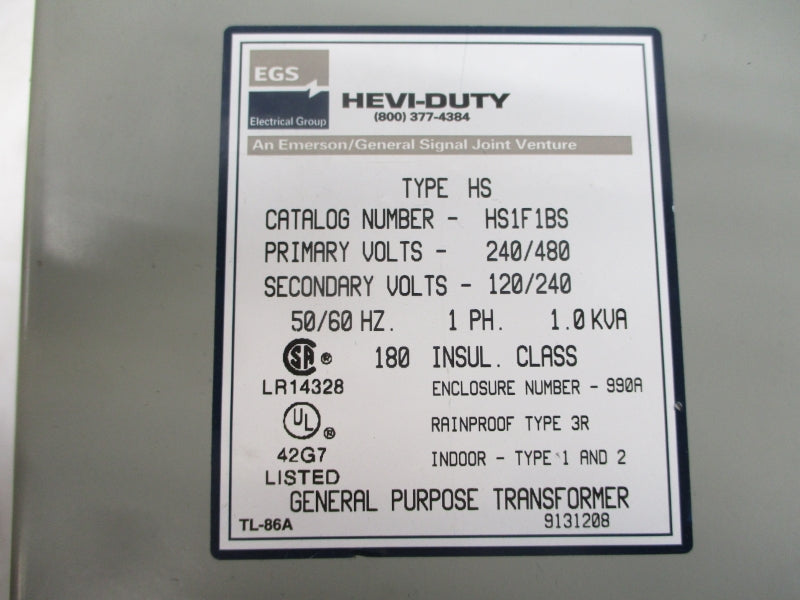 EGS
Electrical Group
HEVI-DUTY
(800) 377-4384
An Emerson/General Signal Joint Venture
TYPE HS
CATALOG NUMBER - HS1F1BS
PRIMARY VOLTS - 240/480
SECONDARY VOLTS - 120/240
50/60 HZ. 1 PH. 1.0 KVA
SA ® 180 INSUL. CLASS
LR14328 ENCLOSURE NUMBER - 990A
UL ® RAINPROOF TYPE 3R
42G7 INDOOR - TYPE 1 AND 2
LISTED
GENERAL PURPOSE TRANSFORMER
TL-86A 9131208